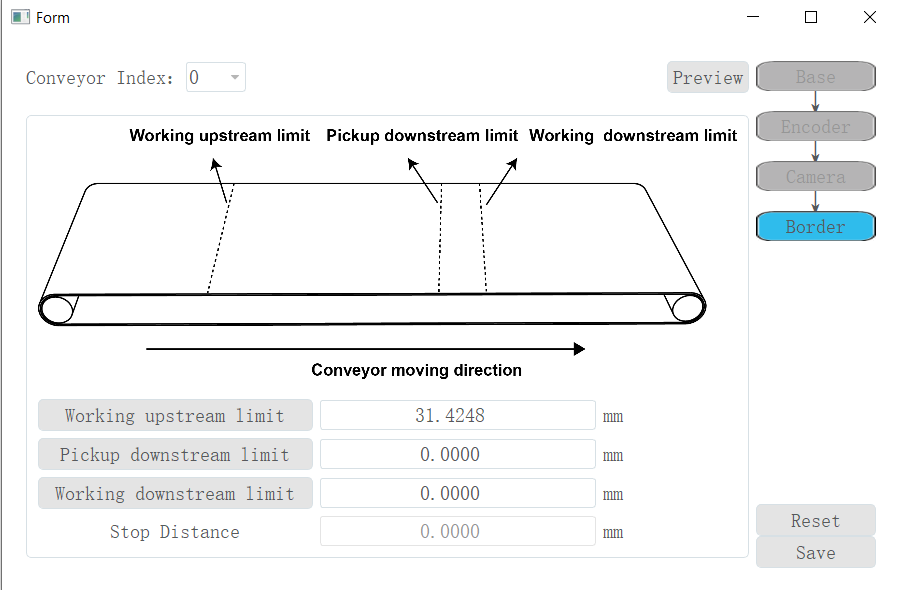 Form
Conveyor Index: 0
Preview
Base
Encoder
Camera
Border
Working upstream limit Pickup downstream limit Working downstream limit
Conveyor moving direction
Working upstream limit 31.4248 mm
Pickup downstream limit 0.0000 mm
Working downstream limit 0.0000 mm
Stop Distance 0.0000 mm
Reset
Save